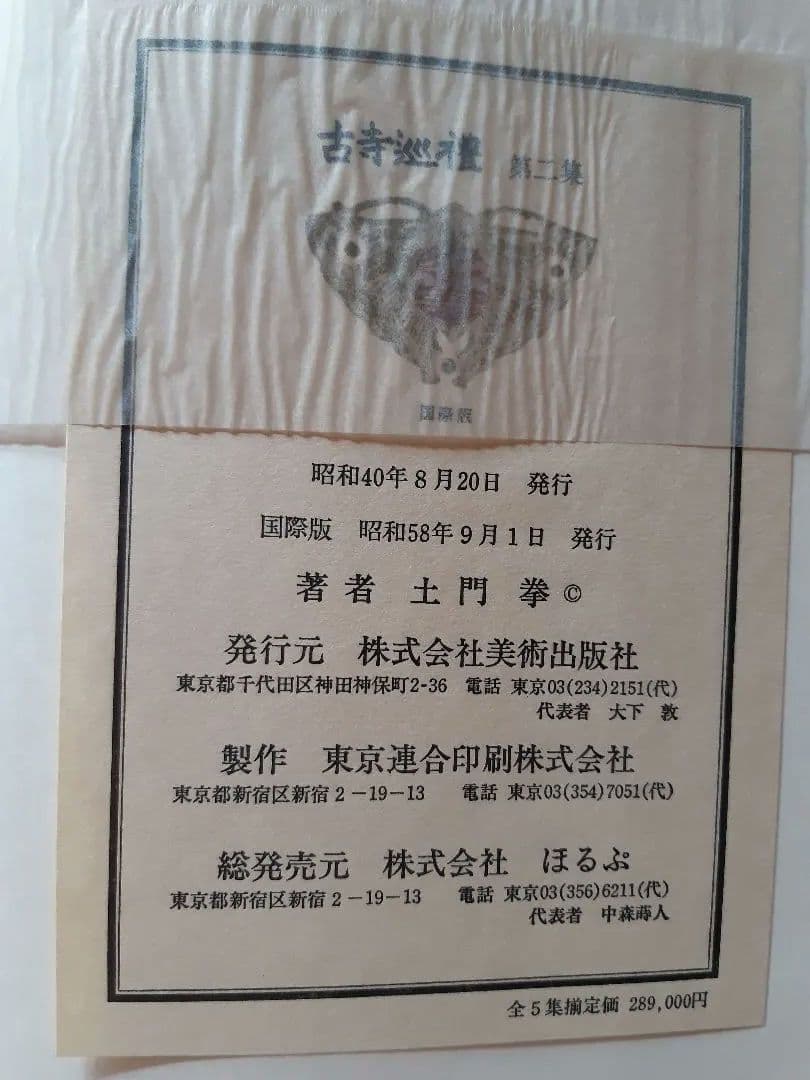 古寺巡禮 第二集
国際版
昭和40年8月20日 発行
国際版 昭和58年9月1日 発行
著者 土門拳©
発行元 株式会社美術出版社
東京都千代田区神田神保町2-36 電話 東京03(234)2151(代)
代表者 大下 敦
製作 東京連合印刷株式会社
東京都新宿区新宿2-19-13 電話 東京03(354)7051(代)
総発売元 株式会社 ほるぷ
東京都新宿区新宿2-19-13 電話 東京03(356)6211(代)
代表者 中森蒔人
全5集揃定価 289,000円